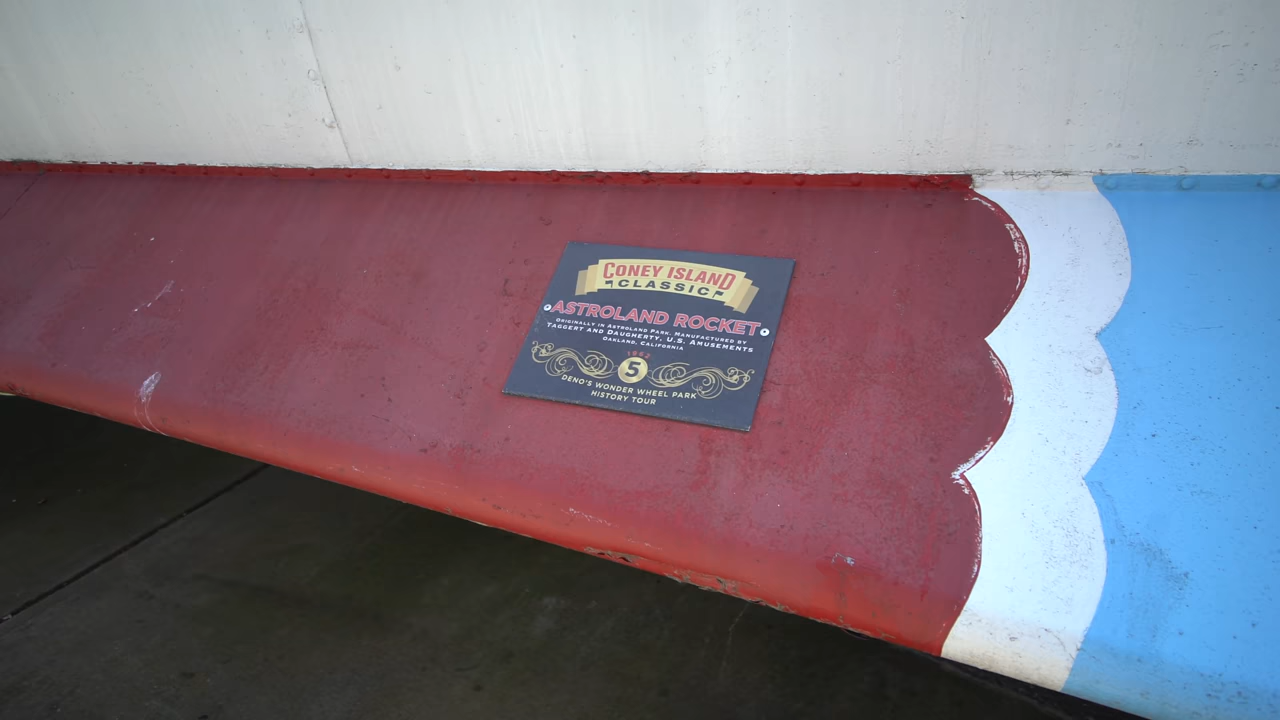 CONEY ISLAND
CLASSIC
ASTROLAND ROCKET
ORIGINALLY IN ASTROLAND PARK. MANUFACTURED BY
TAGGERT AND DAUGHERTY, U.S. AMUSEMENTS
OAKLAND, CALIFORNIA
1962
5
DENO'S WONDER WHEEL PARK
HISTORY TOUR